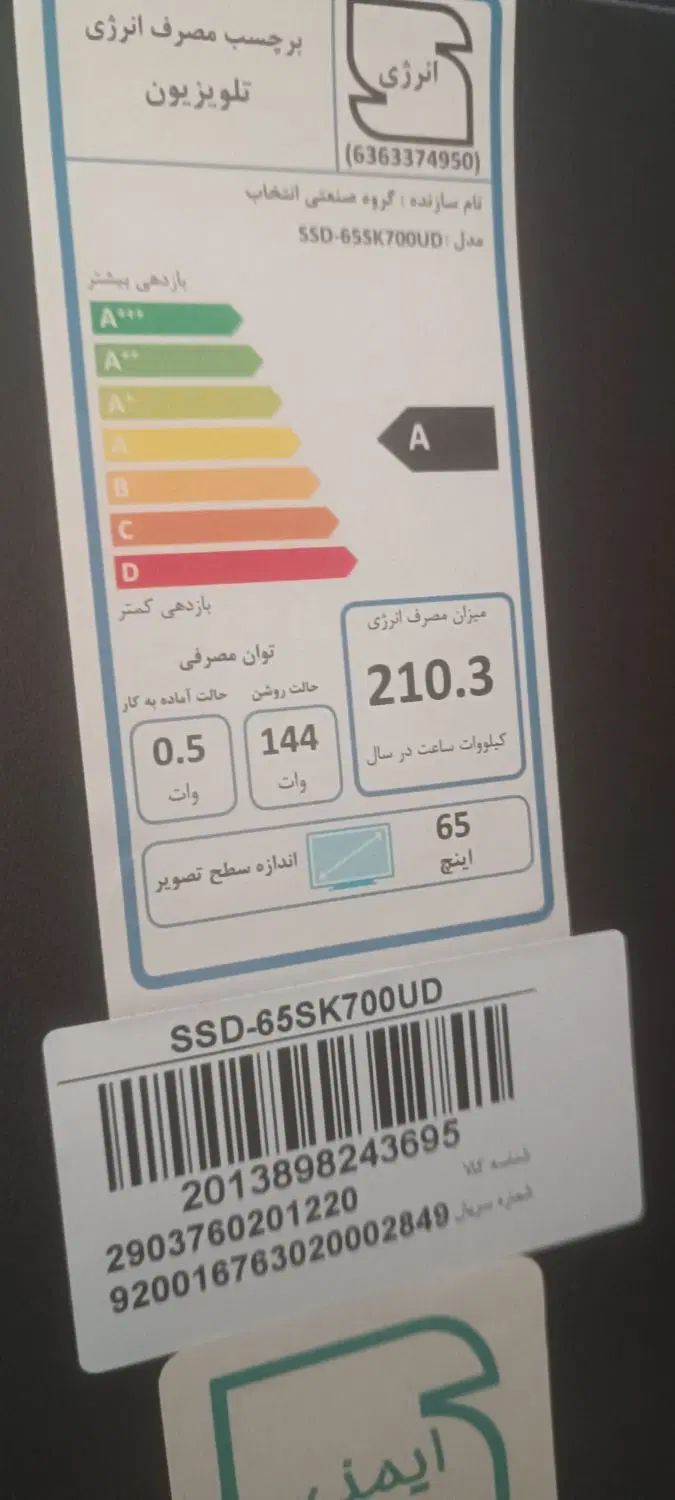 برچسب مصرف انرژی
تلویزیون
انرژی
(6363374950)
نام سازنده : گروه صنعتی انتخاب
مدل :SSD-65SK700UD
بازدهی بیشتر
A+++
A++
A+
A
B
C
D
A
بازدهی کمتر
توان مصرفی
حالت روشن
144
وات
حالت آماده به کار
0.5
وات
میزان مصرف انرژی
210.3
کیلووات ساعت در سال
اندازه سطح تصویر
65
اینچ
SSD-65SK700UD
2013898243695
شناسه کالا 2903760201220
شماره سریال 920016763020002849
ایمنی